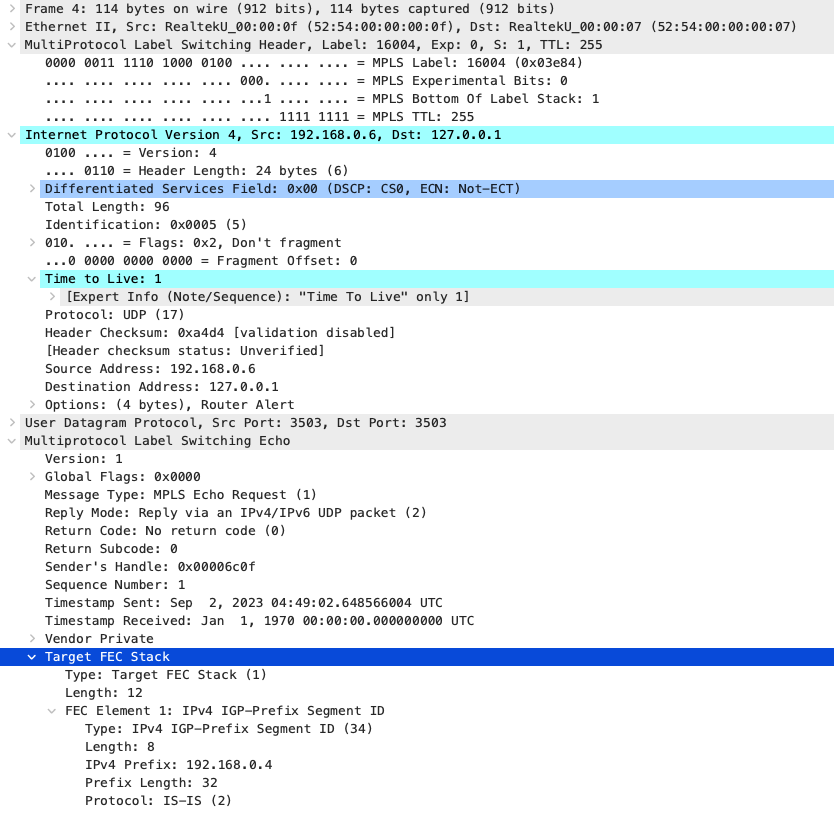 Frame 4: 114 bytes on wire (912 bits), 114 bytes captured (912 bits)
Ethernet II, Src: RealtekU_00:00:0f (52:54:00:00:00:0f), Dst: RealtekU_00:00:07 (52:54:00:00:00:07)
MultiProtocol Label Switching Header, Label: 16004, Exp: 0, S: 1, TTL: 255
0000 0011 1110 1000 0100 .... .... .... = MPLS Label: 16004 (0x03e84)
.... .... .... .... .... 000. .... .... = MPLS Experimental Bits: 0
.... .... .... .... .... ...1 .... .... = MPLS Bottom Of Label Stack: 1
.... .... .... .... .... .... 1111 1111 = MPLS TTL: 255
Internet Protocol Version 4, Src: 192.168.0.6, Dst: 127.0.0.1
0100 .... = Version: 4
.... 0110 = Header Length: 24 bytes (6)
Differentiated Services Field: 0x00 (DSCP: CS0, ECN: Not-ECT)
Total Length: 96
Identification: 0x0005 (5)
010. .... = Flags: 0x2, Don't fragment
...0 0000 0000 0000 = Fragment Offset: 0
Time to Live: 1
[Expert Info (Note/Sequence): "Time To Live" only 1]
Protocol: UDP (17)
Header Checksum: 0xa4d4 [validation disabled]
[Header checksum status: Unverified]
Source Address: 192.168.0.6
Destination Address: 127.0.0.1
Options: (4 bytes), Router Alert
User Datagram Protocol, Src Port: 3503, Dst Port: 3503
Multiprotocol Label Switching Echo
Version: 1
Global Flags: 0x0000
Message Type: MPLS Echo Request (1)
Reply Mode: Reply via an IPv4/IPv6 UDP packet (2)
Return Code: No return code (0)
Return Subcode: 0
Sender's Handle: 0x00006c0f
Sequence Number: 1
Timestamp Sent: Sep  2, 2023 04:49:02.648566004 UTC
Timestamp Received: Jan  1, 1970 00:00:00.000000000 UTC
Vendor Private
Target FEC Stack
Type: Target FEC Stack (1)
Length: 12
FEC Element 1: IPv4 IGP-Prefix Segment ID
Type: IPv4 IGP-Prefix Segment ID (34)
Length: 8
IPv4 Prefix: 192.168.0.4
Prefix Length: 32
Protocol: IS-IS (2)